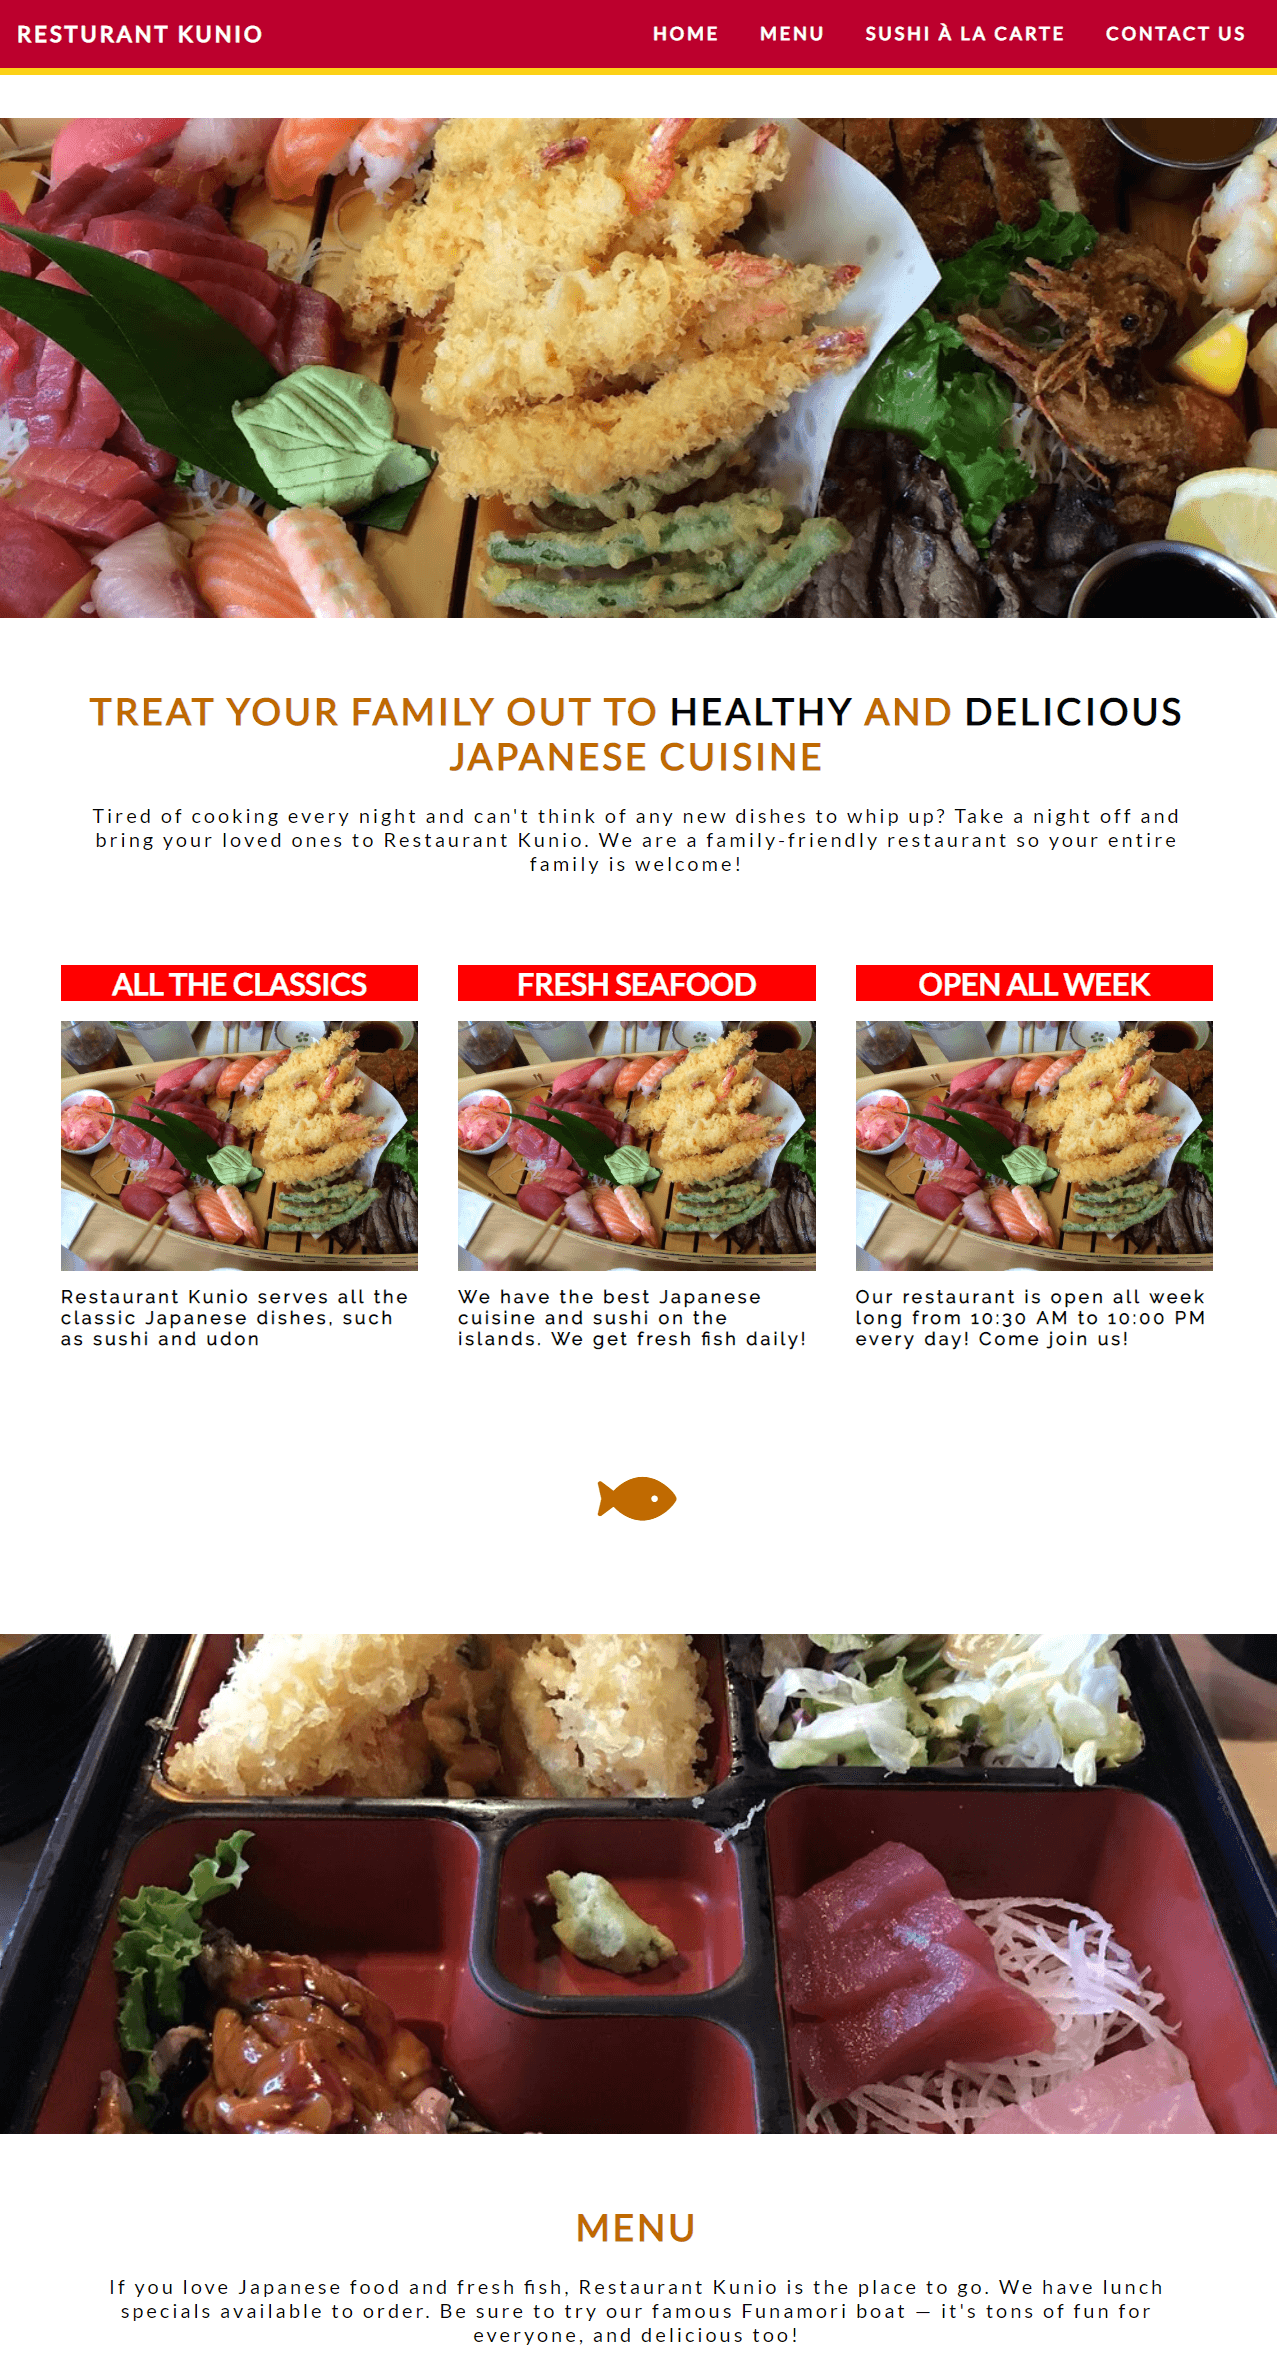 RESTURANT KUNIO HOME MENU SUSHI À LA CARTE CONTACT US
TREAT YOUR FAMILY OUT TO HEALTHY AND DELICIOUS
JAPANESE CUISINE
Tired of cooking every night and can't think of any new dishes to whip up? Take a night off and
bring your loved ones to Restaurant Kunio. We are a family-friendly restaurant so your entire
family is welcome!
ALL THE CLASSICS
Restaurant Kunio serves all the
classic Japanese dishes, such
as sushi and udon
FRESH SEAFOOD
We have the best Japanese
cuisine and sushi on the
islands. We get fresh fish daily!
OPEN ALL WEEK
Our restaurant is open all week
long from 10:30 AM to 10:00 PM
every day! Come join us!
MENU
If you love Japanese food and fresh fish, Restaurant Kunio is the place to go. We have lunch
specials available to order. Be sure to try our famous Funamori boat — it's tons of fun for
everyone, and delicious too!